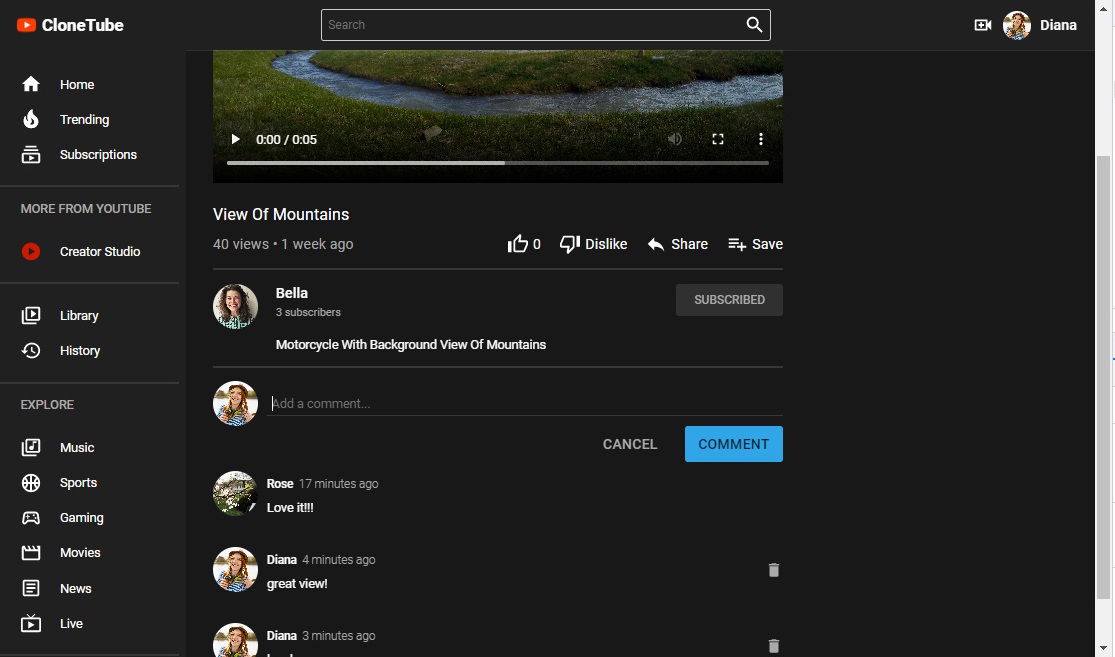 CloneTube
Search
Diana
Home
Trending
Subscriptions
MORE FROM YOUTUBE
Creator Studio
Library
History
EXPLORE
Music
Sports
Gaming
Movies
News
Live
0:00 / 0:05
View Of Mountains
40 views • 1 week ago
0 Dislike Share Save
Bella
3 subscribers
SUBSCRIBED
Motorcycle With Background View Of Mountains
Add a comment...
CANCEL COMMENT
Rose 17 minutes ago
Love it!!!
Diana 4 minutes ago
great view!
Diana 3 minutes ago